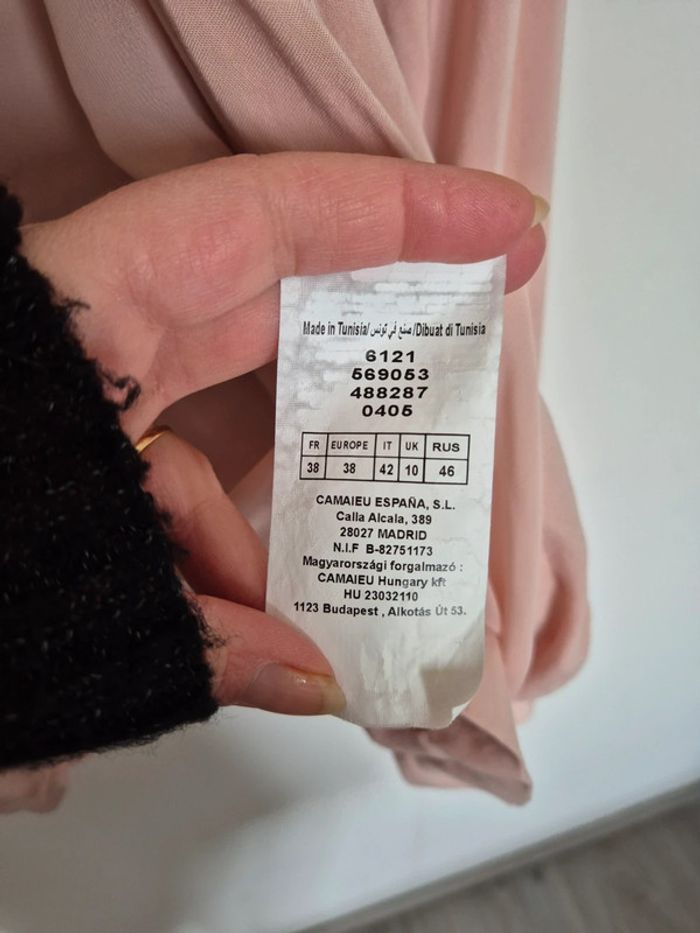 Made in Tunisia/صنع في تونس/Dibuat di Tunisia
6121
569053
488287
0405
FR EUROPE IT UK RUS
38 38 42 10 46
CAMAIEU ESPAÑA, S.L.
Calla Alcala, 389
28027 MADRID
N.I.F B-82751173
Magyarországi forgalmazó :
CAMAIEU Hungary kft
HU 23032110
1123 Budapest , Alkotás Út 53.